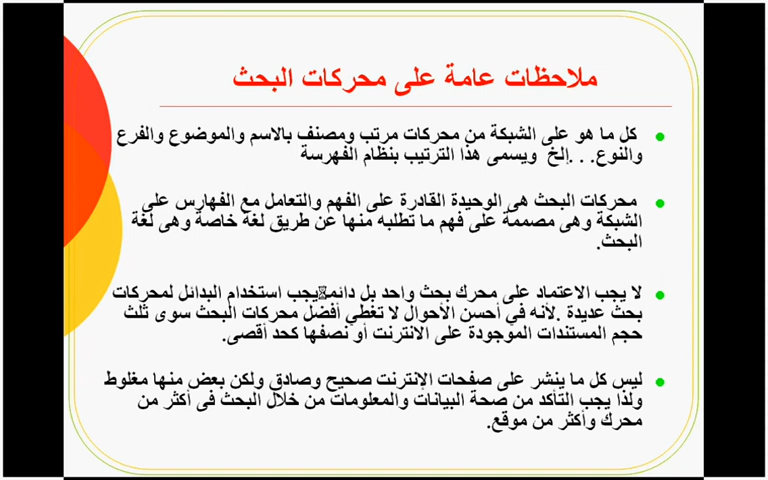 ملاحظات عامة على محركات البحث
كل ما هو على الشبكة من محركات مرتب ومصنف بالاسم والموضوع والفرع
والنوع. . .إلخ ويسمى هذا الترتيب بنظام الفهرسة
محركات البحث هى الوحيدة القادرة على الفهم والتعامل مع الفهارس على
الشبكة وهى مصممة على فهم ما تطلبه منها عن طريق لغة خاصة وهى لغة
البحث.
لا يجب الاعتماد على محرك بحث واحد بل دائما يجب استخدام البدائل لمحركات
بحث عديدة .لأنه في أحسن الأحوال لا تغطي أفضل محركات البحث سوى ثلث
حجم المستندات الموجودة على الانترنت أو نصفها كحد أقصى.
ليس كل ما ينشر على صفحات الإنترنت صحيح وصادق ولكن بعض منها مغلوط
ولذا يجب التأكد من صحة البيانات والمعلومات من خلال البحث فى أكثر من
محرك وأكثر من موقع.